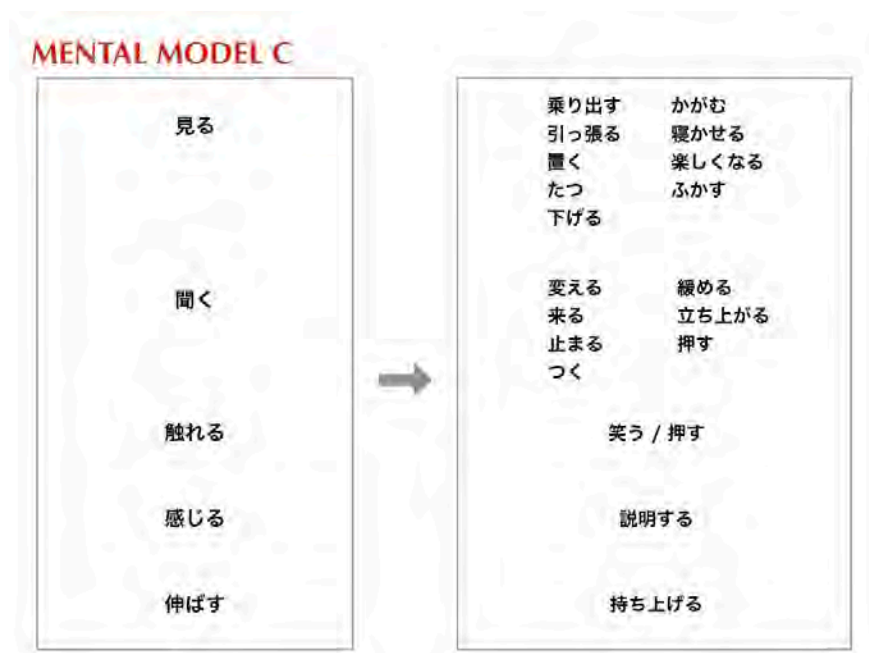 MENTAL MODEL C
見る
乗り出す かがむ
引っ張る 寝かせる
置く 楽しくなる
たつ ふかす
下げる
聞く
変える 緩める
来る 立ち上がる
止まる 押す
つく
触れる
笑う / 押す
感じる
説明する
伸ばす
持ち上げる